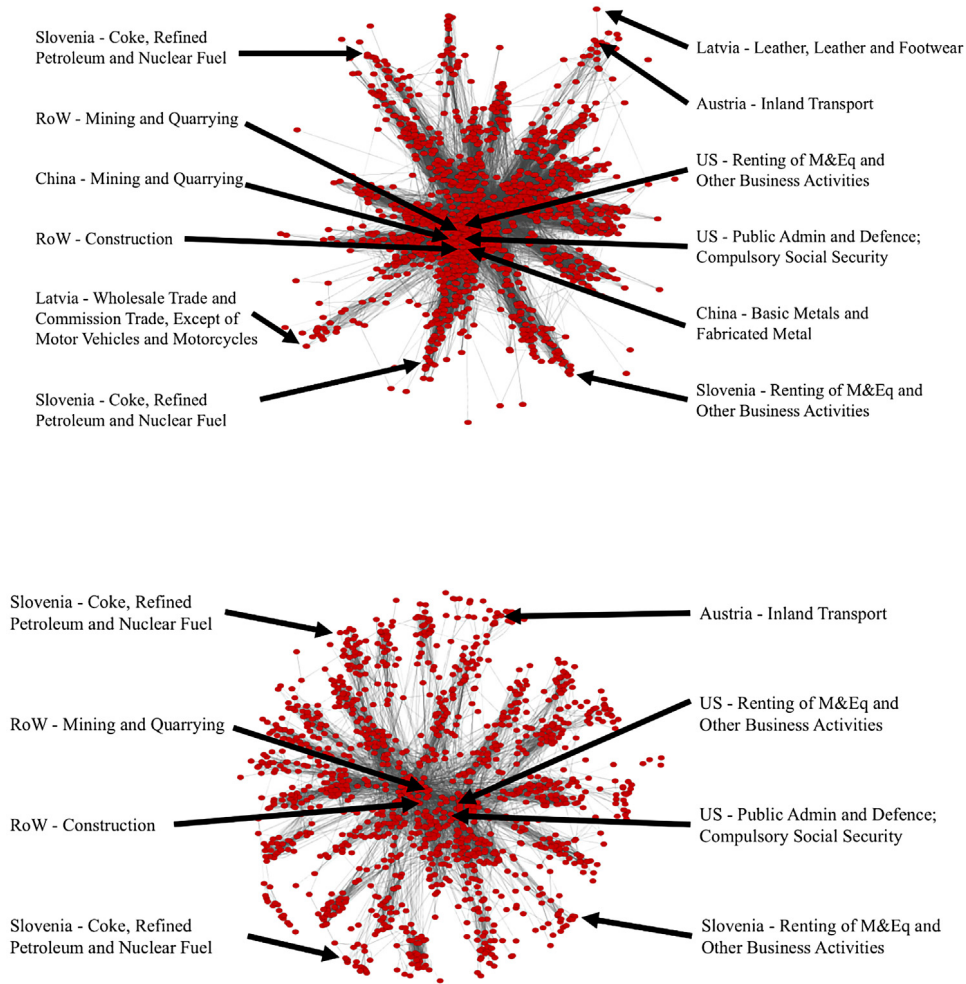 Slovenia - Coke, Refined
Petroleum and Nuclear Fuel
RoW - Mining and Quarrying
China - Mining and Quarrying
RoW - Construction
Latvia - Wholesale Trade and
Commission Trade, Except of
Motor Vehicles and Motorcycles
Slovenia - Coke, Refined
Petroleum and Nuclear Fuel
Latvia - Leather, Leather and Footwear
Austria - Inland Transport
US - Renting of M&Eq and
Other Business Activities
US - Public Admin and Defence;
Compulsory Social Security
China - Basic Metals and
Fabricated Metal
Slovenia - Renting of M&Eq and
Other Business Activities
Slovenia - Coke, Refined
Petroleum and Nuclear Fuel
RoW - Mining and Quarrying
RoW - Construction
Slovenia - Coke, Refined
Petroleum and Nuclear Fuel
Austria - Inland Transport
US - Renting of M&Eq and
Other Business Activities
US - Public Admin and Defence;
Compulsory Social Security
Slovenia - Renting of M&Eq and
Other Business Activities